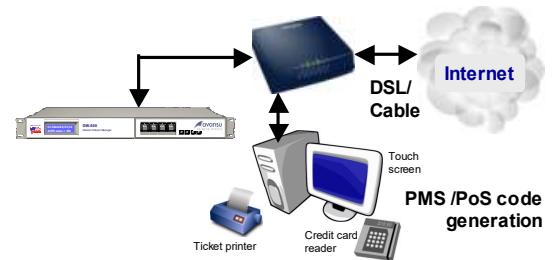 Internet
DSL/
Cable
avansu
Touch
screen
PMS /PoS code
generation
Ticket printer
Credit card
reader